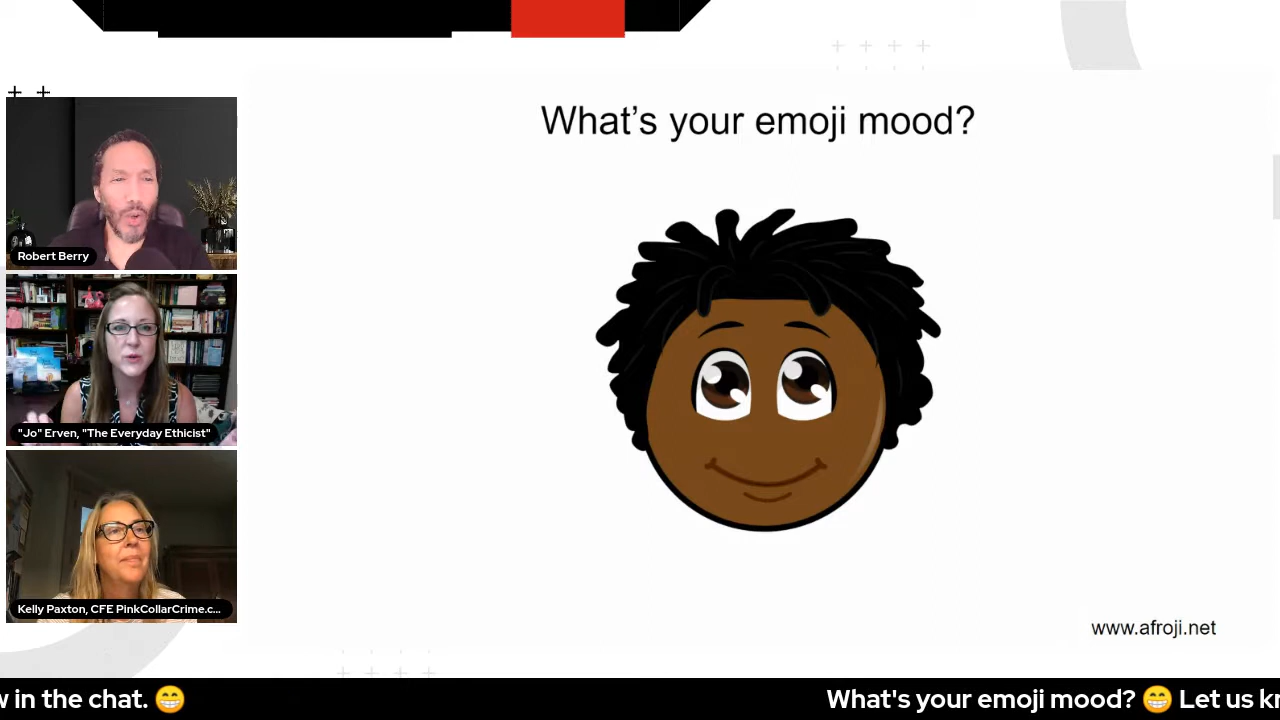 What's your emoji mood?
Robert Berry
"Jo" Erven, "The Everyday Ethicist"
Kelly Paxton, CFE PinkCollarCrime.c...
www.afroji.net
w in the chat. 😁 What's your emoji mood? 😁 Let us kn